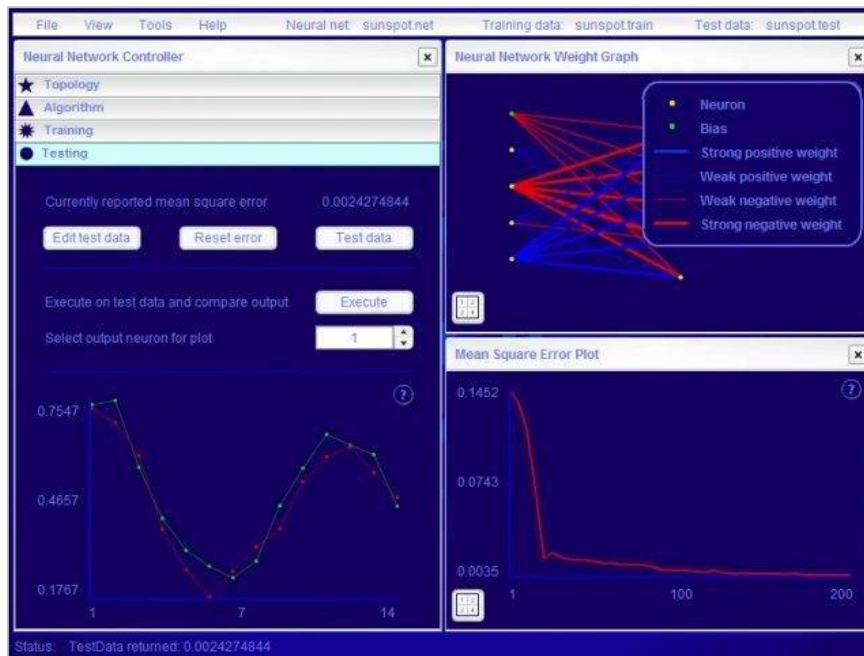 File View Tools Help Neural net: sunspot.net Training data: sunspot.train Test data: sunspot.test
Neural Network Controller
Topology
Algorithm
Training
Testing
Currently reported mean square error 0.0024274844
Edit test data Reset error Test data
Execute on test data and compare output Execute
Select output neuron for plot 1
?
0.7547
0.4657
0.1767
1 7 14
Neural Network Weight Graph
Neuron
Bias
Strong positive weight
Weak positive weight
Weak negative weight
Strong negative weight
Mean Square Error Plot
?
0.1452
0.0743
0.0035
1 100 200
Status: TestData returned: 0.0024274844